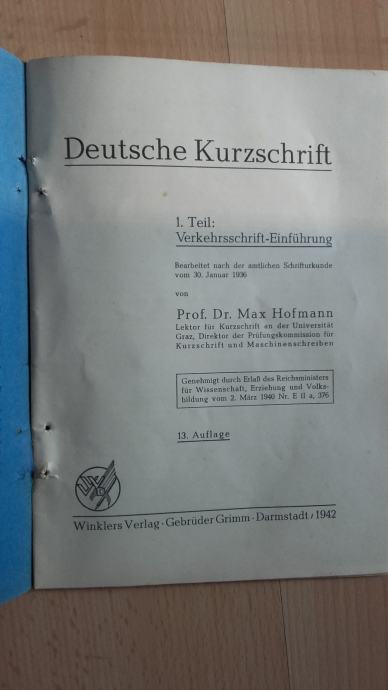 Deutsche Kurzschrift
1. Teil:
Verkehrsschrift-Einführung
Bearbeitet nach der amtlichen Schrifturkunde
vom 30. Januar 1936
von
Prof. Dr. Max Hofmann
Lektor für Kurzschrift an der Universität
Graz, Direktor der Prüfungskommission für
Kurzschrift und Maschinenschreiben
Genehmigt durch Erlaß des Reichsministers
für Wissenschaft, Erziehung und Volks-
bildung vom 2. März 1940 Nr. E II a, 376
13. Auflage
Winklers Verlag · Gebrüder Grimm · Darmstadt / 1942